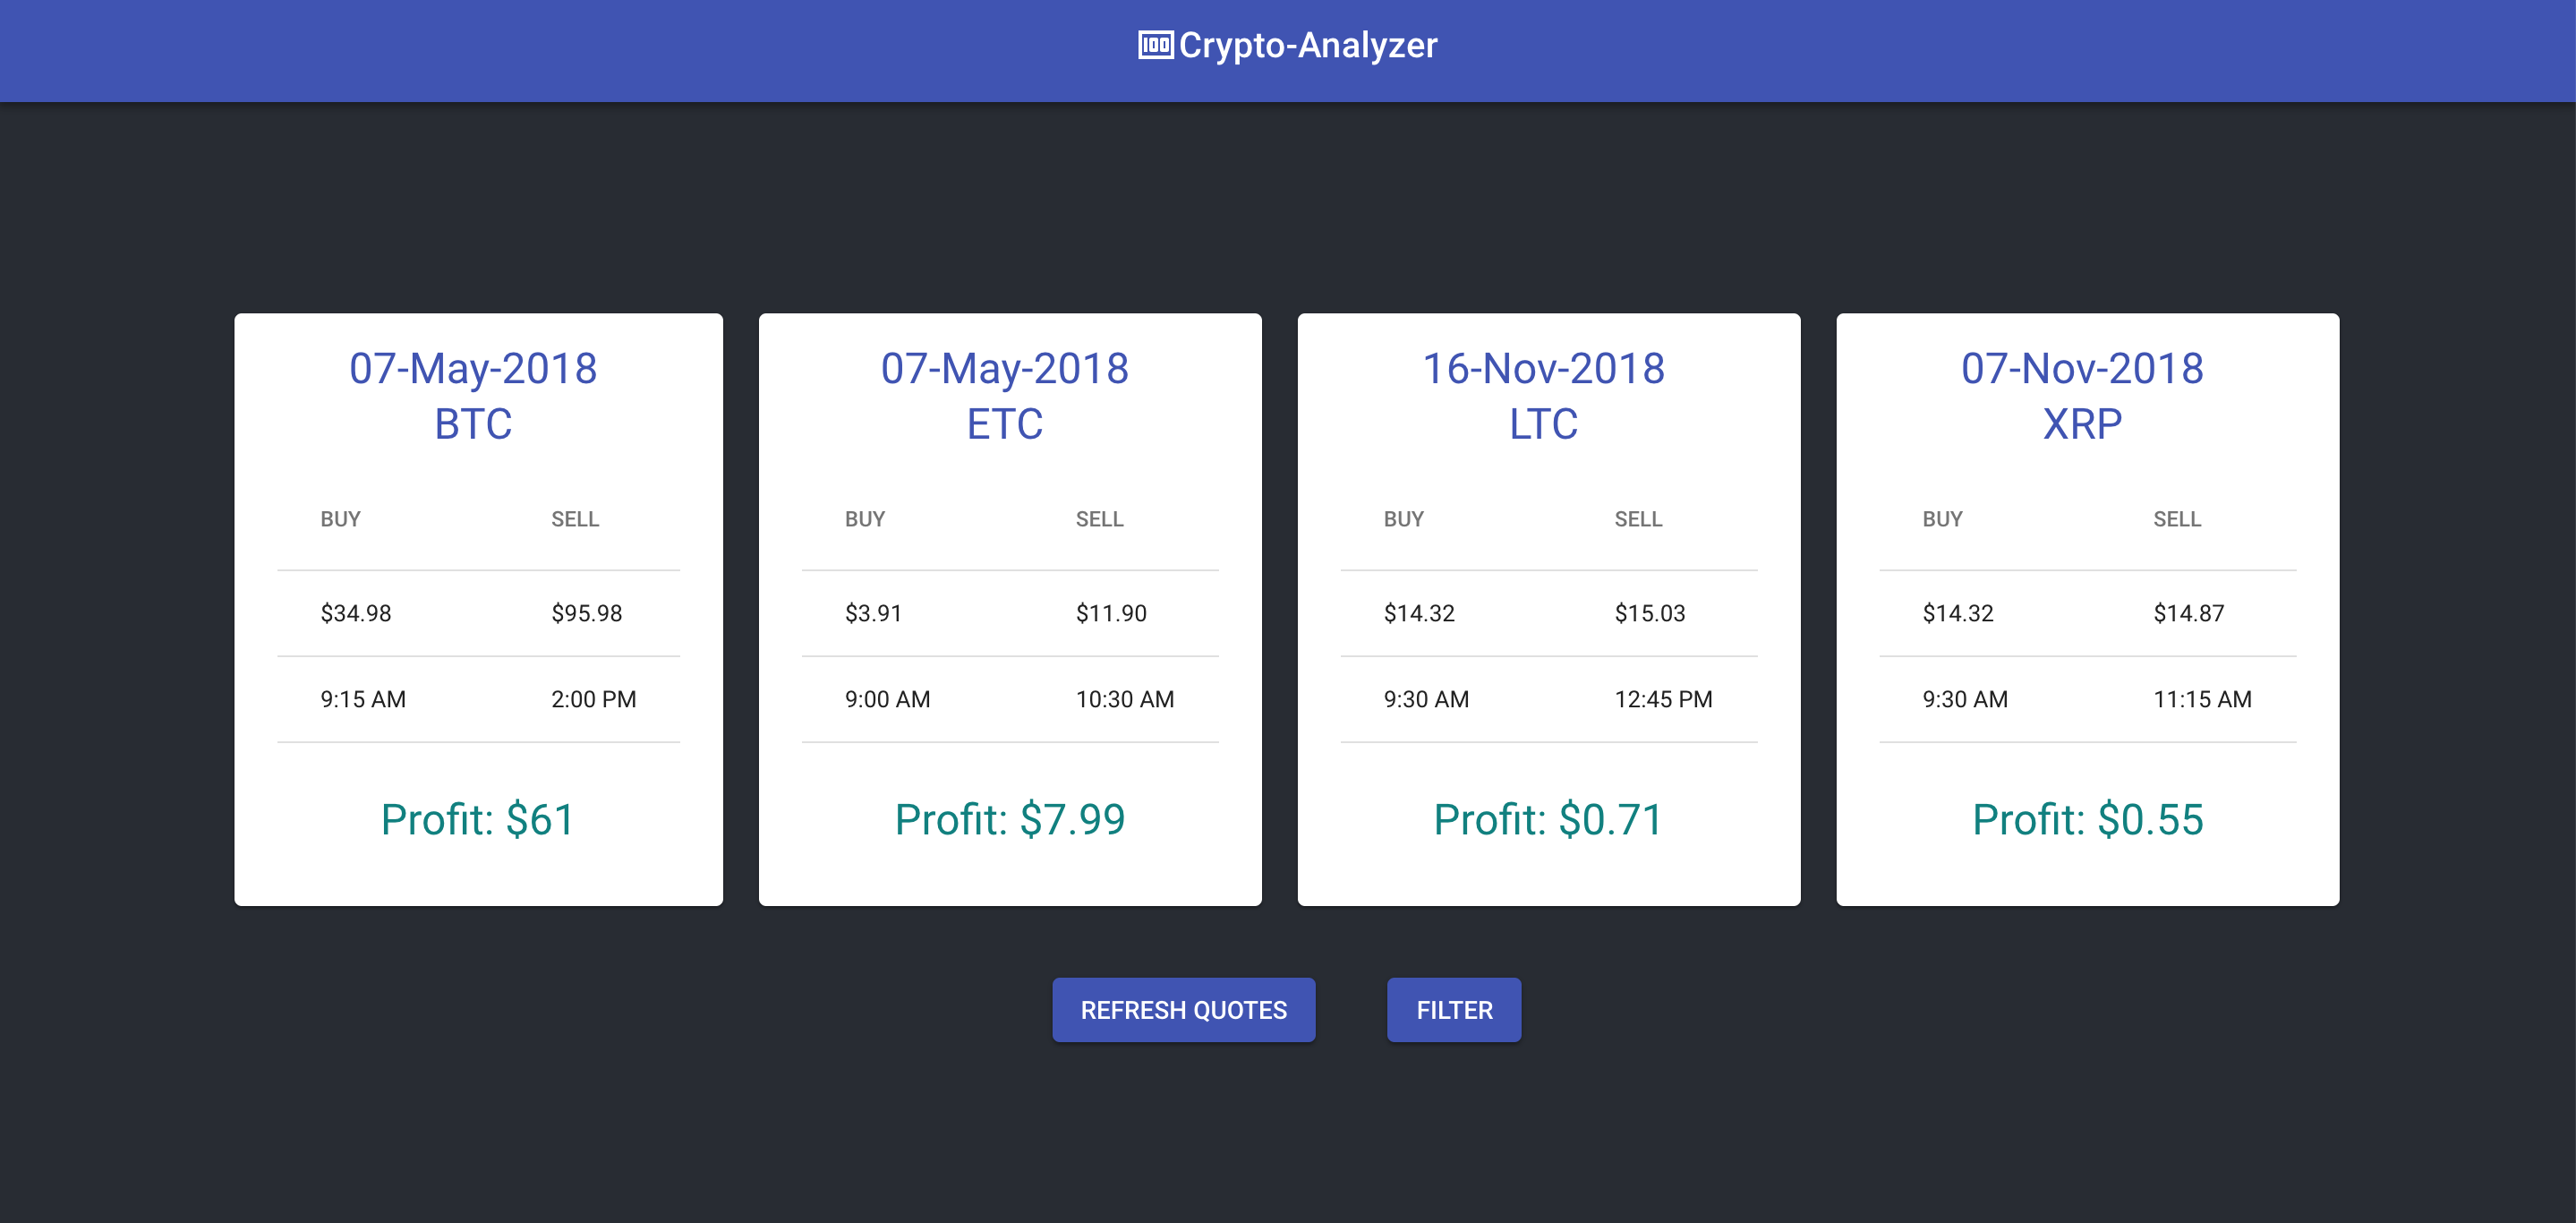 Crypto-Analyzer
07-May-2018
BTC
BUY SELL
$34.98 $95.98
9:15 AM 2:00 PM
Profit: $61
07-May-2018
ETC
BUY SELL
$3.91 $11.90
9:00 AM 10:30 AM
Profit: $7.99
16-Nov-2018
LTC
BUY SELL
$14.32 $15.03
9:30 AM 12:45 PM
Profit: $0.71
07-Nov-2018
XRP
BUY SELL
$14.32 $14.87
9:30 AM 11:15 AM
Profit: $0.55
REFRESH QUOTES FILTER